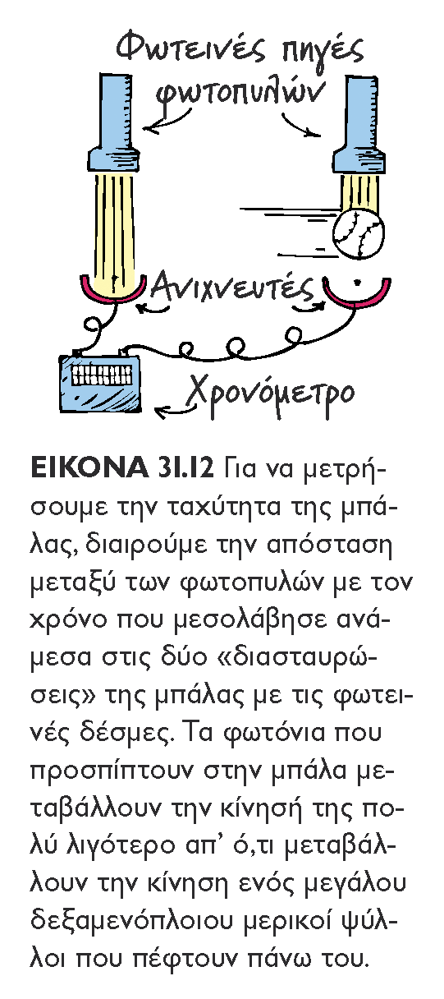 Φωτεινές πηγές
φωτοπυλών
Ανιχνευτές
Χρονόμετρο
ΕΙΚΟΝΑ 31.12 Για να μετρή-
σουμε την ταχύτητα της μπά-
λας, διαιρούμε την απόσταση
μεταξύ των φωτοπυλών με τον
χρόνο που μεσολάβησε ανά-
μεσα στις δύο «διασταυρώ-
σεις» της μπάλας με τις φωτει-
νές δέσμες. Τα φωτόνια που
προσπίπτουν στην μπάλα με-
ταβάλλουν την κίνησή της πο-
λύ λιγότερο απ’ ό,τι μεταβάλ-
λουν την κίνηση ενός μεγάλου
δεξαμενόπλοιου μερικοί ψύλ-
λοι που πέφτουν πάνω του.